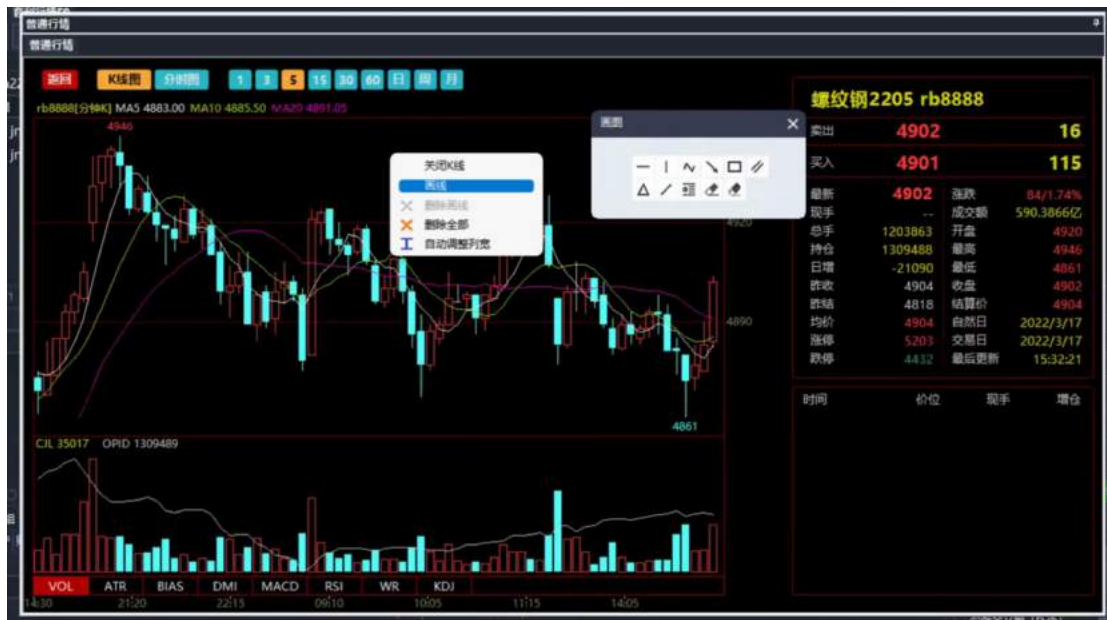 普通行情
普通行情
返回 K线图 分时图 1 3 5 15 30 60 日 周 月
rb8888[分钟K] MA5 4883.00 MA10 4885.50 MA20 4891.05
4946
4920
4890
4861
关闭K线
画线
删除画线
删除全部
自动调整列宽
画图
螺纹钢2205 rb8888
卖出 4902 16
买入 4901 115
最新 4902 涨跌 84/1.74%
现手 -- 成交额 590.3866亿
总手 1203863 开盘 4920
持仓 1309488 最高 4946
日增 -21090 最低 4861
昨收 4904 收盘 4902
昨结 4818 结算价 4904
均价 4904 自然日 2022/3/17
涨停 5203 交易日 2022/3/17
跌停 4432 最后更新 15:32:21
时间 价位 现手 增仓
CJL 35017 OPID 1309489
VOL ATR BIAS DMI MACD RSI WR KDJ
14:30 21:20 22:15 09:10 10:05 11:15 14:05